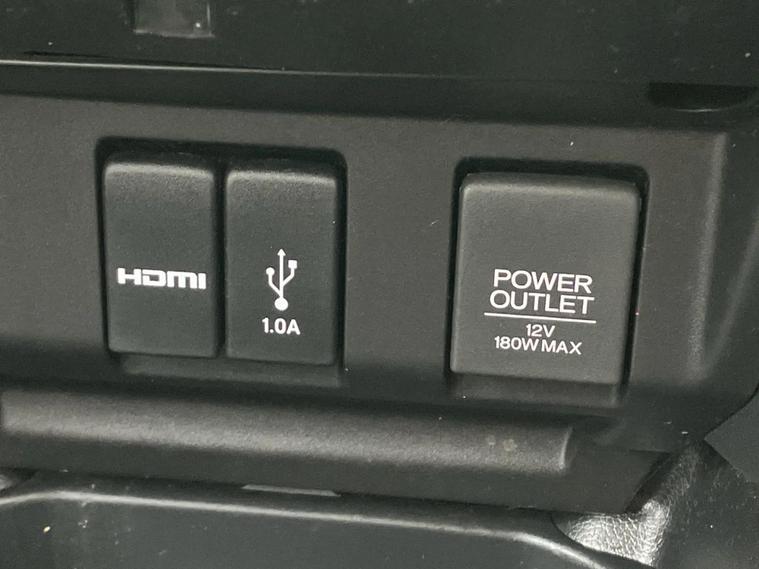 HDMI
1.0A
POWER
OUTLET
12V
180W MAX